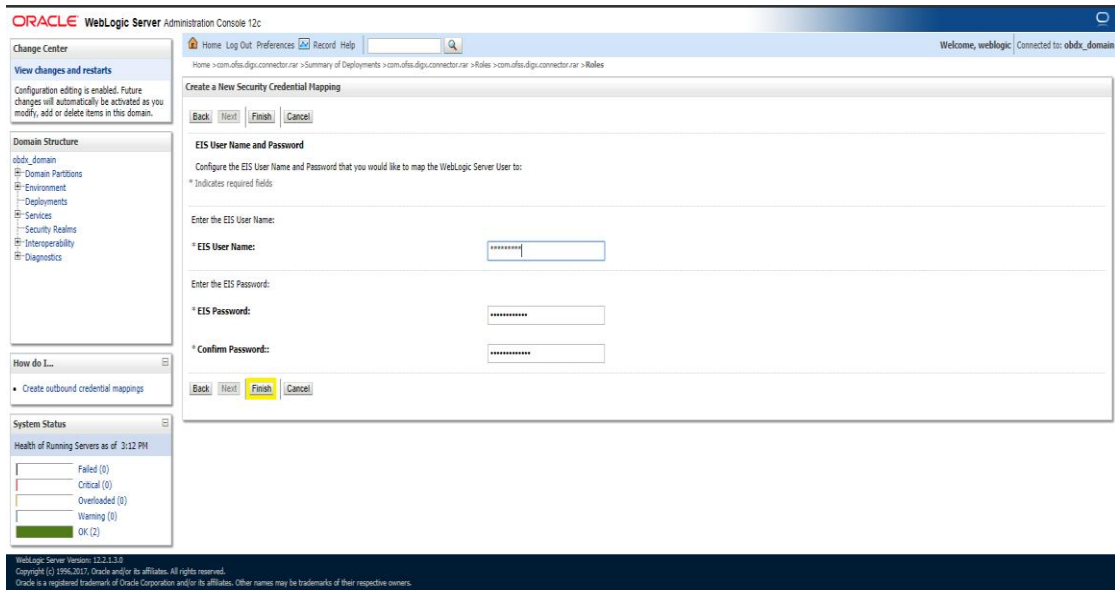 ORACLE WebLogic Server Administration Console 12c
Change Center
View changes and restarts
Configuration editing is enabled. Future
changes will automatically be activated as you
modify, add or delete items in this domain.
Domain Structure
obdx_domain
Domain Partitions
Environment
Deployments
Services
Security Realms
Interoperability
Diagnostics
How do I...
Create outbound credential mappings
System Status
Health of Running Servers as of 3:12 PM
Failed (0)
Critical (0)
Overloaded (0)
Warning (0)
OK (2)
Home Log Out Preferences Record Help
Welcome, weblogic Connected to: obdx_domain
Home >com.ofss.digx.connector.rar >Summary of Deployments >com.ofss.digx.connector.rar >Roles >com.ofss.digx.connector.rar >Roles
Create a New Security Credential Mapping
Back Next Finish Cancel
EIS User Name and Password
Configure the EIS User Name and Password that you would like to map the WebLogic Server User to:
* Indicates required fields
Enter the EIS User Name:
* EIS User Name: *********
Enter the EIS Password:
* EIS Password: ••••••••••••
* Confirm Password:: •••••••••••••
Back Next Finish Cancel
WebLogic Server Version: 12.2.1.3.0
Copyright (c) 1996,2017, Oracle and/or its affiliates. All rights reserved.
Oracle is a registered trademark of Oracle Corporation and/or its affiliates. Other names may be trademarks of their respective owners.